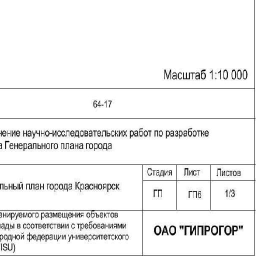 Масштаб 1:10 000
64-17
нение научно-исследовательских работ по разработке
Генерального плана города
Стадия Лист Листов
льный план города Красноярск
ГП ГП6 1/3
анируемого размещения объектов
ады в соответствии с требованиями
родной федерации университетского
ISU)
ОАО "ГИПРОГОР"